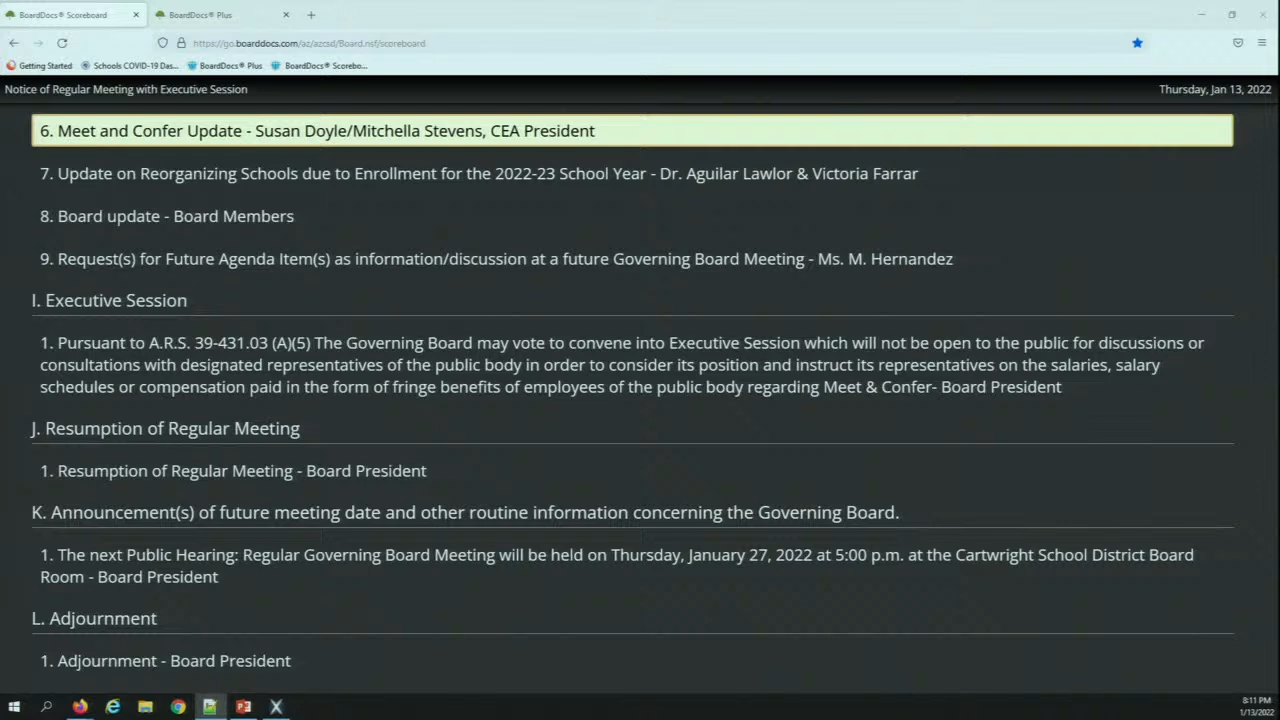 BoardDocs® Scoreboard
BoardDocs® Plus
https://go.boarddocs.com/az/azcsd/Board.nsf/scoreboard
Getting Started Schools COVID-19 Das... BoardDocs® Plus BoardDocs® Scorebo...
Notice of Regular Meeting with Executive Session Thursday, Jan 13, 2022
6. Meet and Confer Update - Susan Doyle/Mitchella Stevens, CEA President
7. Update on Reorganizing Schools due to Enrollment for the 2022-23 School Year - Dr. Aguilar Lawlor & Victoria Farrar
8. Board update - Board Members
9. Request(s) for Future Agenda Item(s) as information/discussion at a future Governing Board Meeting - Ms. M. Hernandez
I. Executive Session
1. Pursuant to A.R.S. 39-431.03 (A)(5) The Governing Board may vote to convene into Executive Session which will not be open to the public for discussions or
consultations with designated representatives of the public body in order to consider its position and instruct its representatives on the salaries, salary
schedules or compensation paid in the form of fringe benefits of employees of the public body regarding Meet & Confer- Board President
J. Resumption of Regular Meeting
1. Resumption of Regular Meeting - Board President
K. Announcement(s) of future meeting date and other routine information concerning the Governing Board.
1. The next Public Hearing: Regular Governing Board Meeting will be held on Thursday, January 27, 2022 at 5:00 p.m. at the Cartwright School District Board
Room - Board President
L. Adjournment
1. Adjournment - Board President
8:11 PM
1/13/2022